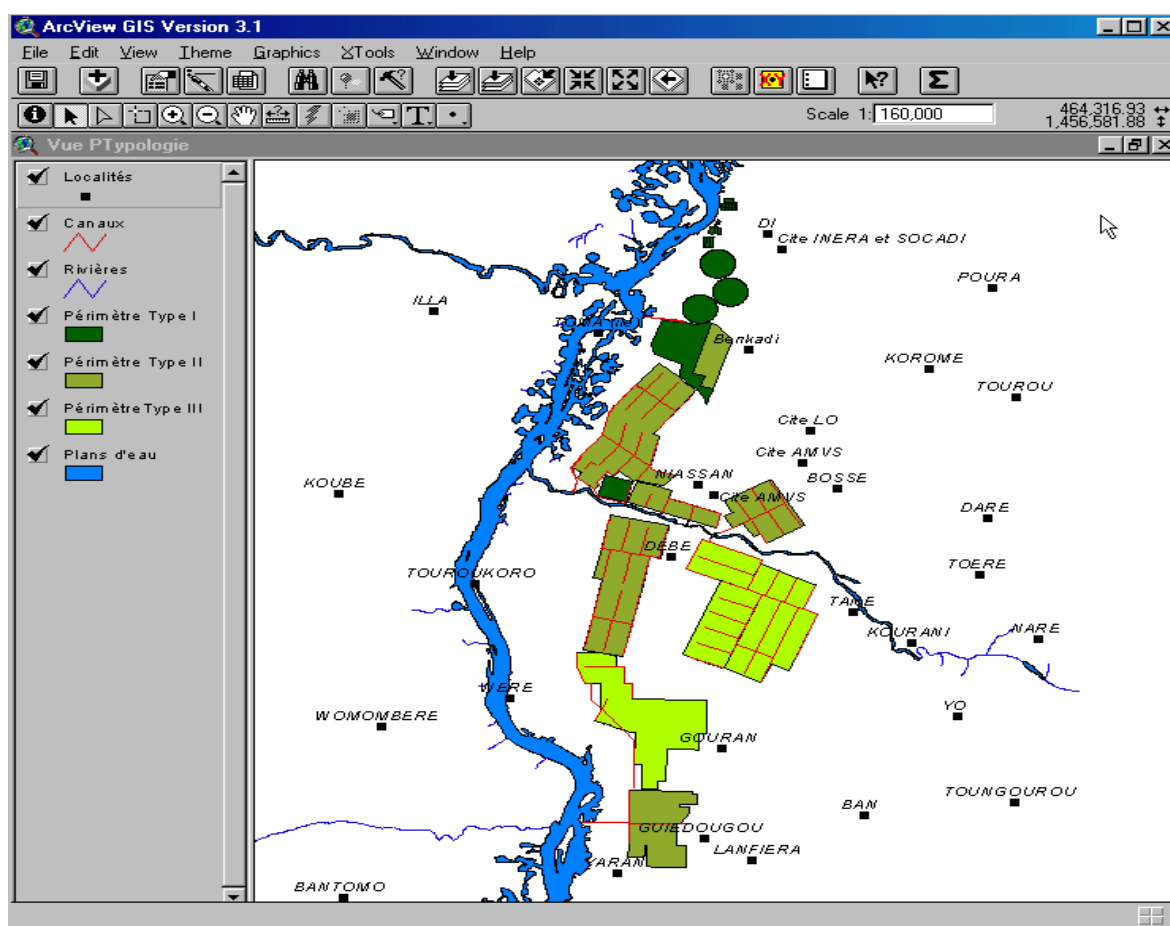 ArcView GIS Version 3.1
File Edit View Theme Graphics XTools Window Help
Scale 1: 160,000
464,316.93
1,456,581.88
Vue PTypologie
Localités
Canaux
Rivières
Périmètre Type I
Périmètre Type II
Périmètre Type III
Plans d'eau
DI
Cite INERA et SOCADI
POURA
ILLA
Benkadi
KOROME
TOUROU
Cite LO
Cite AMVS
NIASSAN
BOSSE
KOUBE
Cite AMVS
DARE
DEBE
TOERE
TOUROUKORO
KOURANI
NARE
WERE
YO
WOMOMBERE
GOURAN
TOUNGOUROU
BAN
GUIEDOUGOU
LANFIERA
BANTOMO